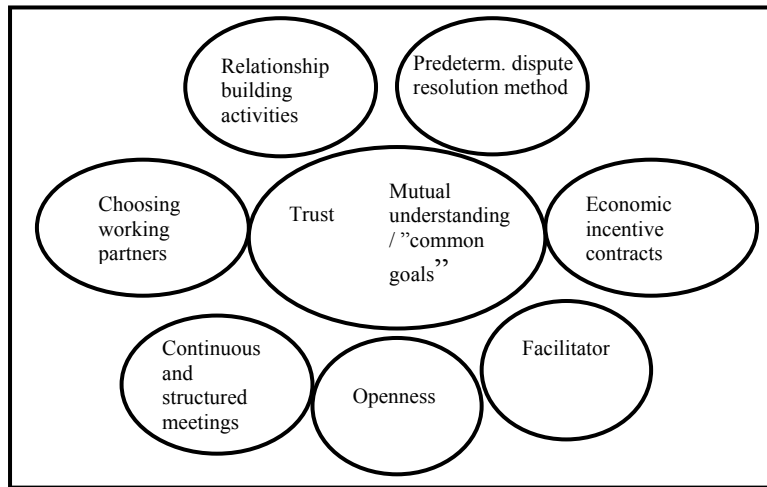 Relationship
building
activities
Predeterm. dispute
resolution method
Choosing
working
partners
Trust
Mutual
understanding
/ ”common
goals”
Economic
incentive
contracts
Continuous
and
structured
meetings
Openness
Facilitator